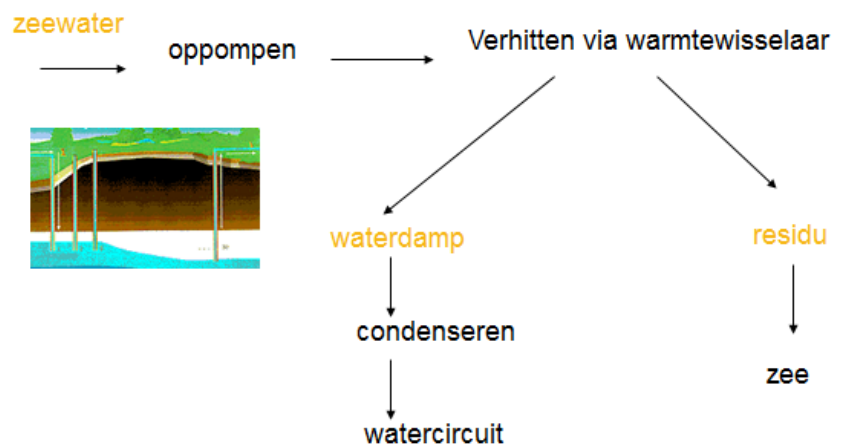 zeewater
oppompen
Verhitten via warmtewisselaar
waterdamp
residu
condenseren
zee
watercircuit